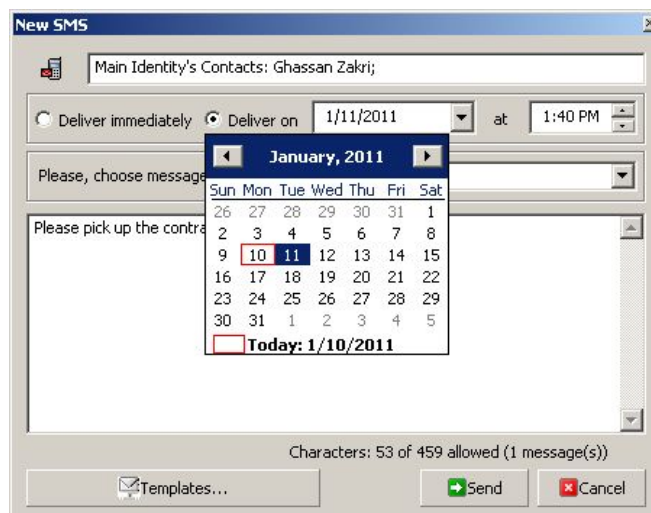 New SMS
Main Identity's Contacts: Ghassan Zakri;
Deliver immediately Deliver on 1/11/2011 at 1:40 PM
January, 2011
Please, choose message
Sun Mon Tue Wed Thu Fri Sat
26 27 28 29 30 31 1
Please pick up the
2 3 4 5 6 7 8
9 10 11 12 13 14 15
16 17 18 19 20 21 22
23 24 25 26 27 28 29
30 31 1 2 3 4 5
Today: 1/10/2011
Characters: 53 of 459 allowed (1 message(s))
Templates... Send Cancel